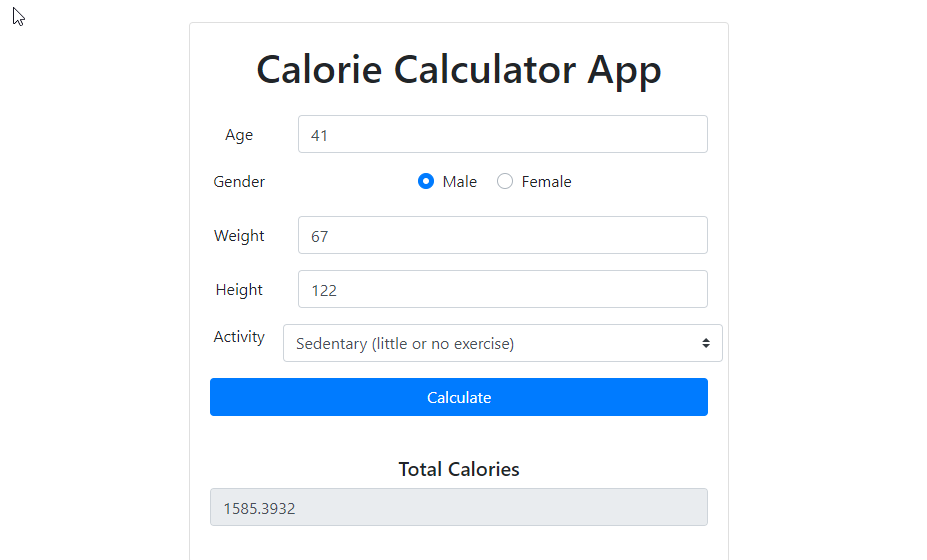 Calorie Calculator App
Age 41
Gender Male Female
Weight 67
Height 122
Activity Sedentary (little or no exercise)
Calculate
Total Calories
1585.3932